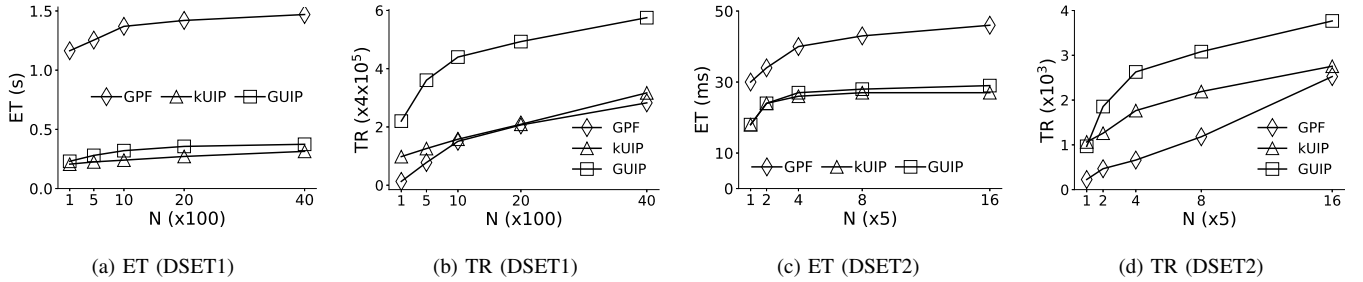 1.5
1.0
0.5
0.0
ET (s)
GPF kUIP GUIP
1 5 10 20 40
N (x100)
(a) ET (DSET1)
6
4
2
0
TR (x4x10⁵)
GPF
kUIP
GUIP
1 5 10 20 40
N (x100)
(b) TR (DSET1)
50
30
10
0
ET (ms)
GPF kUIP GUIP
1 2 4 8 16
N (x5)
(c) ET (DSET2)
4
3
2
1
0
TR (x10³)
GPF
kUIP
GUIP
1 2 4 8 16
N (x5)
(d) TR (DSET2)